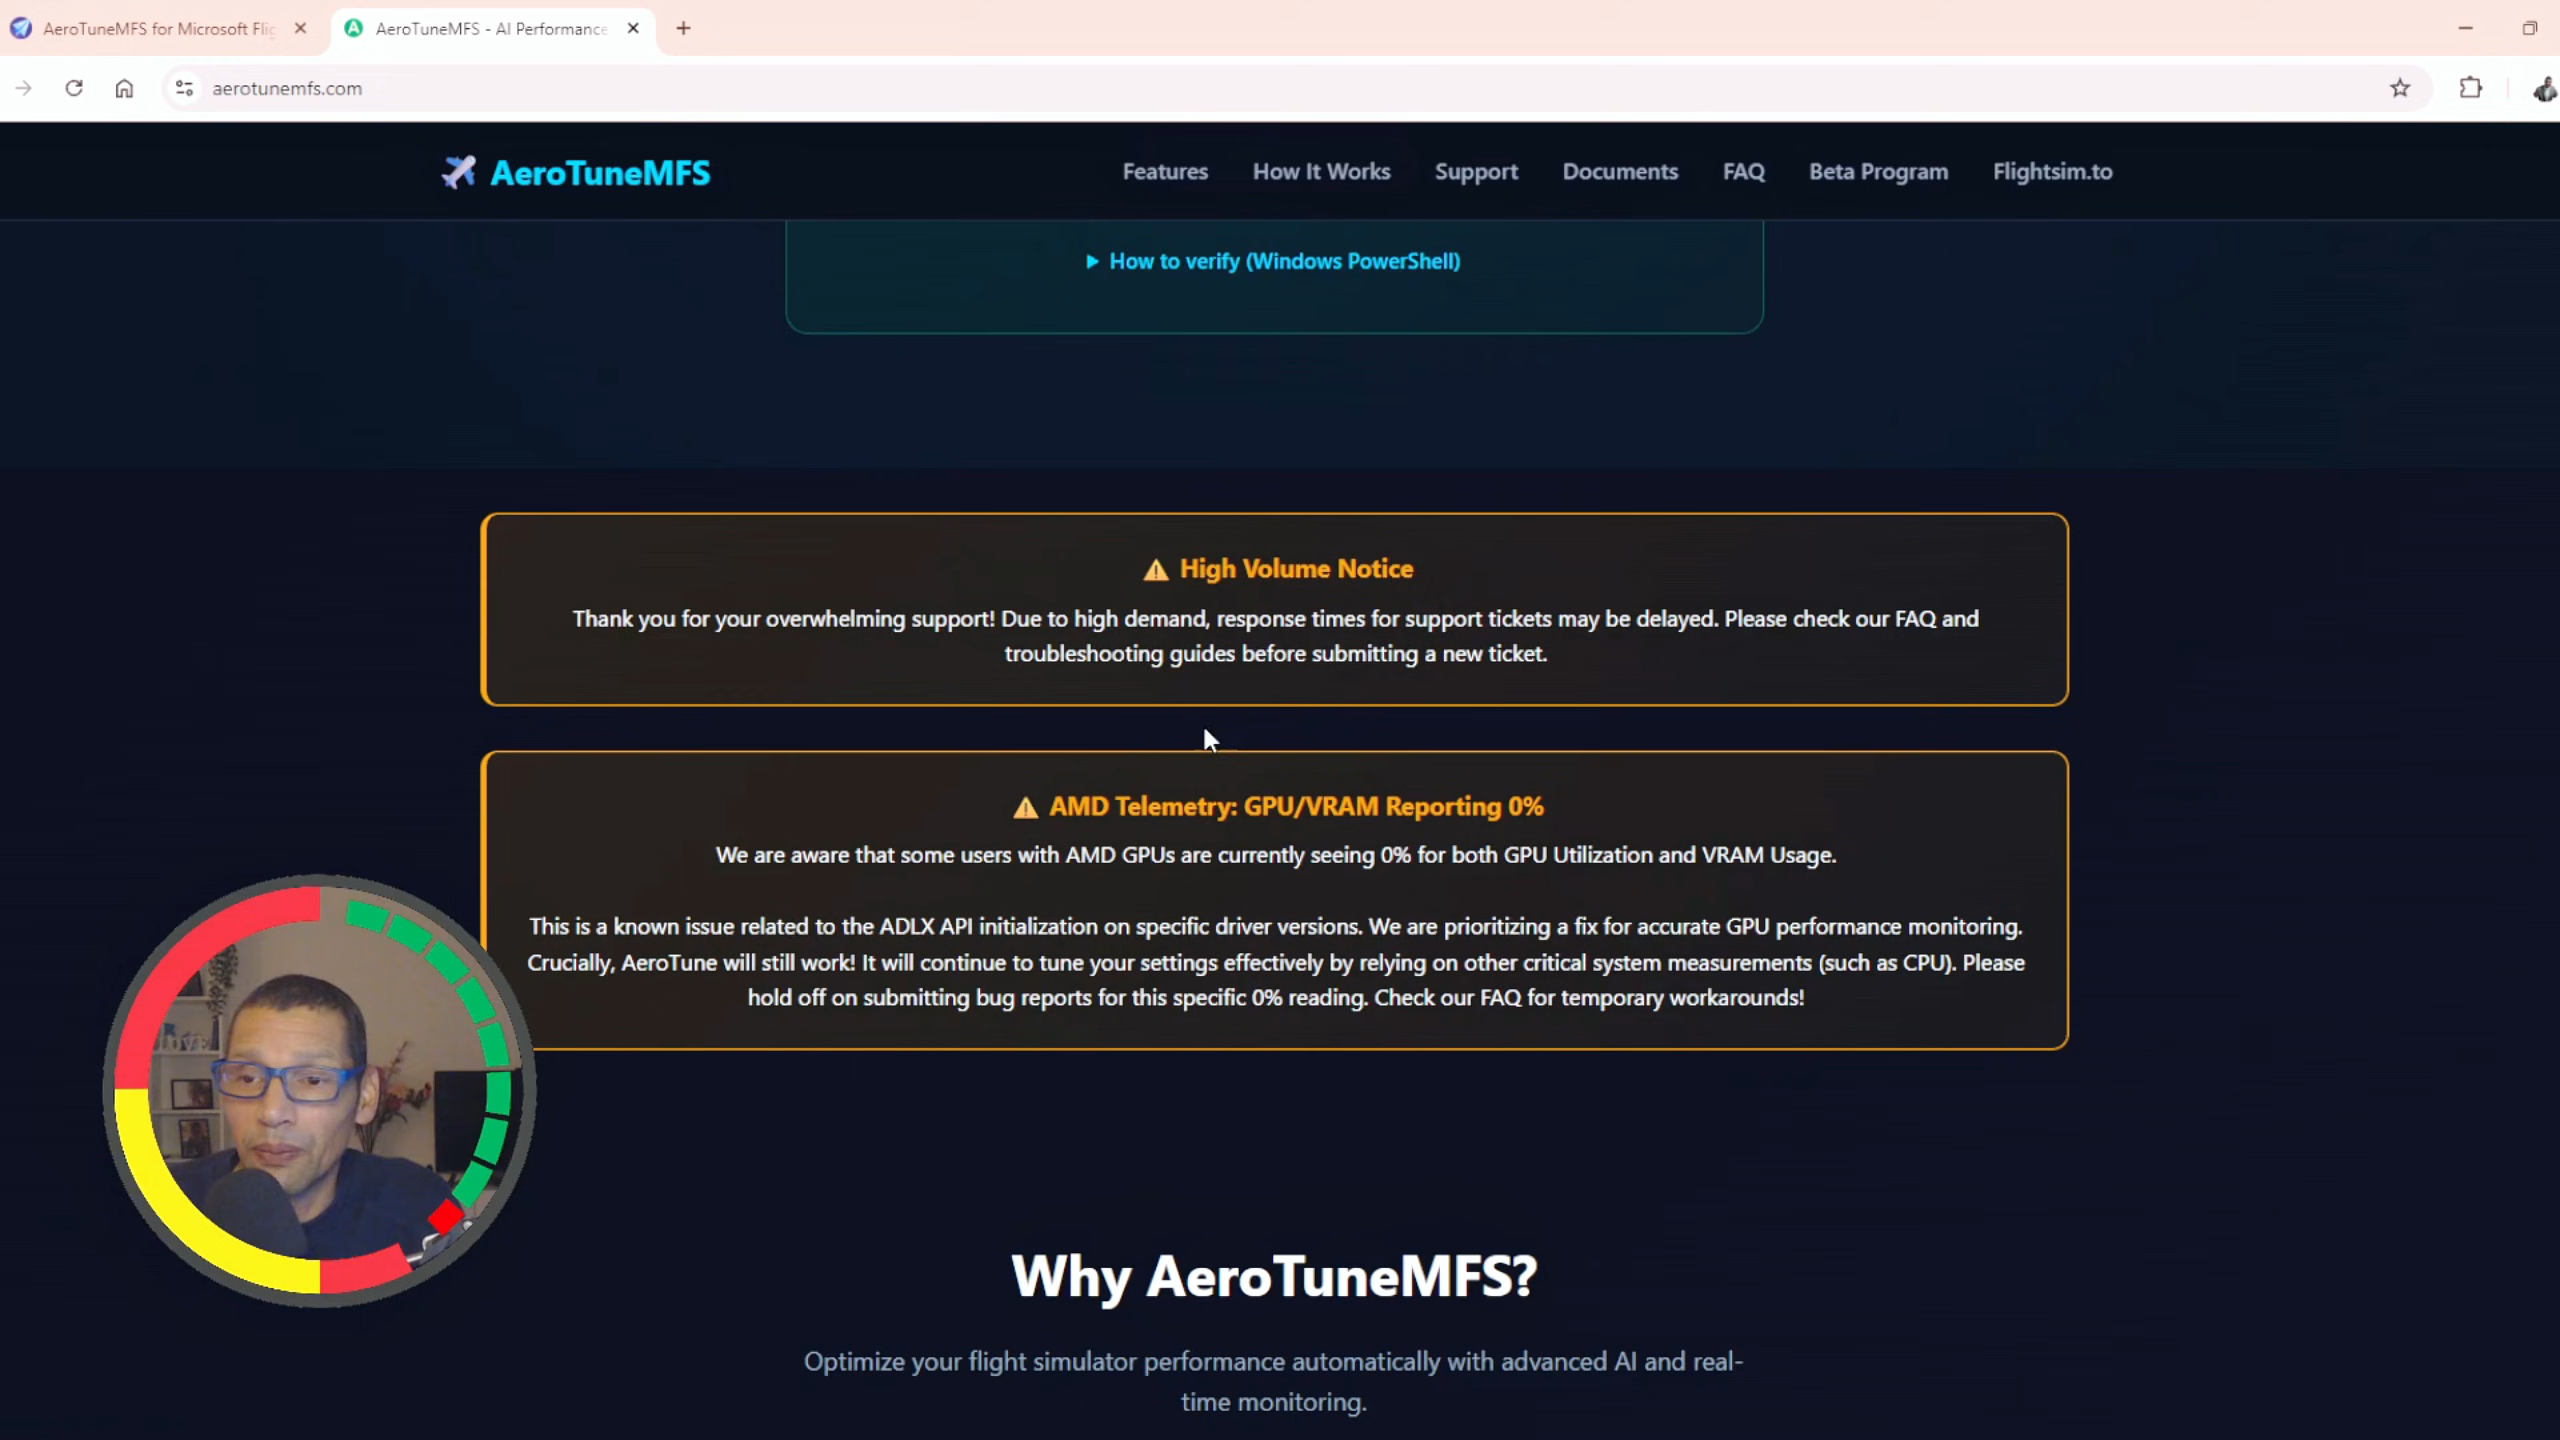 AeroTuneMFS for Microsoft Flig
AeroTuneMFS - AI Performance
aerotunemfs.com
AeroTuneMFS
Features
How It Works
Support
Documents
FAQ
Beta Program
Flightsim.to
How to verify (Windows PowerShell)
High Volume Notice
Thank you for your overwhelming support! Due to high demand, response times for support tickets may be delayed. Please check our FAQ and
troubleshooting guides before submitting a new ticket.
AMD Telemetry: GPU/VRAM Reporting 0%
We are aware that some users with AMD GPUs are currently seeing 0% for both GPU Utilization and VRAM Usage.
This is a known issue related to the ADLX API initialization on specific driver versions. We are prioritizing a fix for accurate GPU performance monitoring.
Crucially, AeroTune will still work! It will continue to tune your settings effectively by relying on other critical system measurements (such as CPU). Please
hold off on submitting bug reports for this specific 0% reading. Check our FAQ for temporary workarounds!
Why AeroTuneMFS?
Optimize your flight simulator performance automatically with advanced AI and real-
time monitoring.